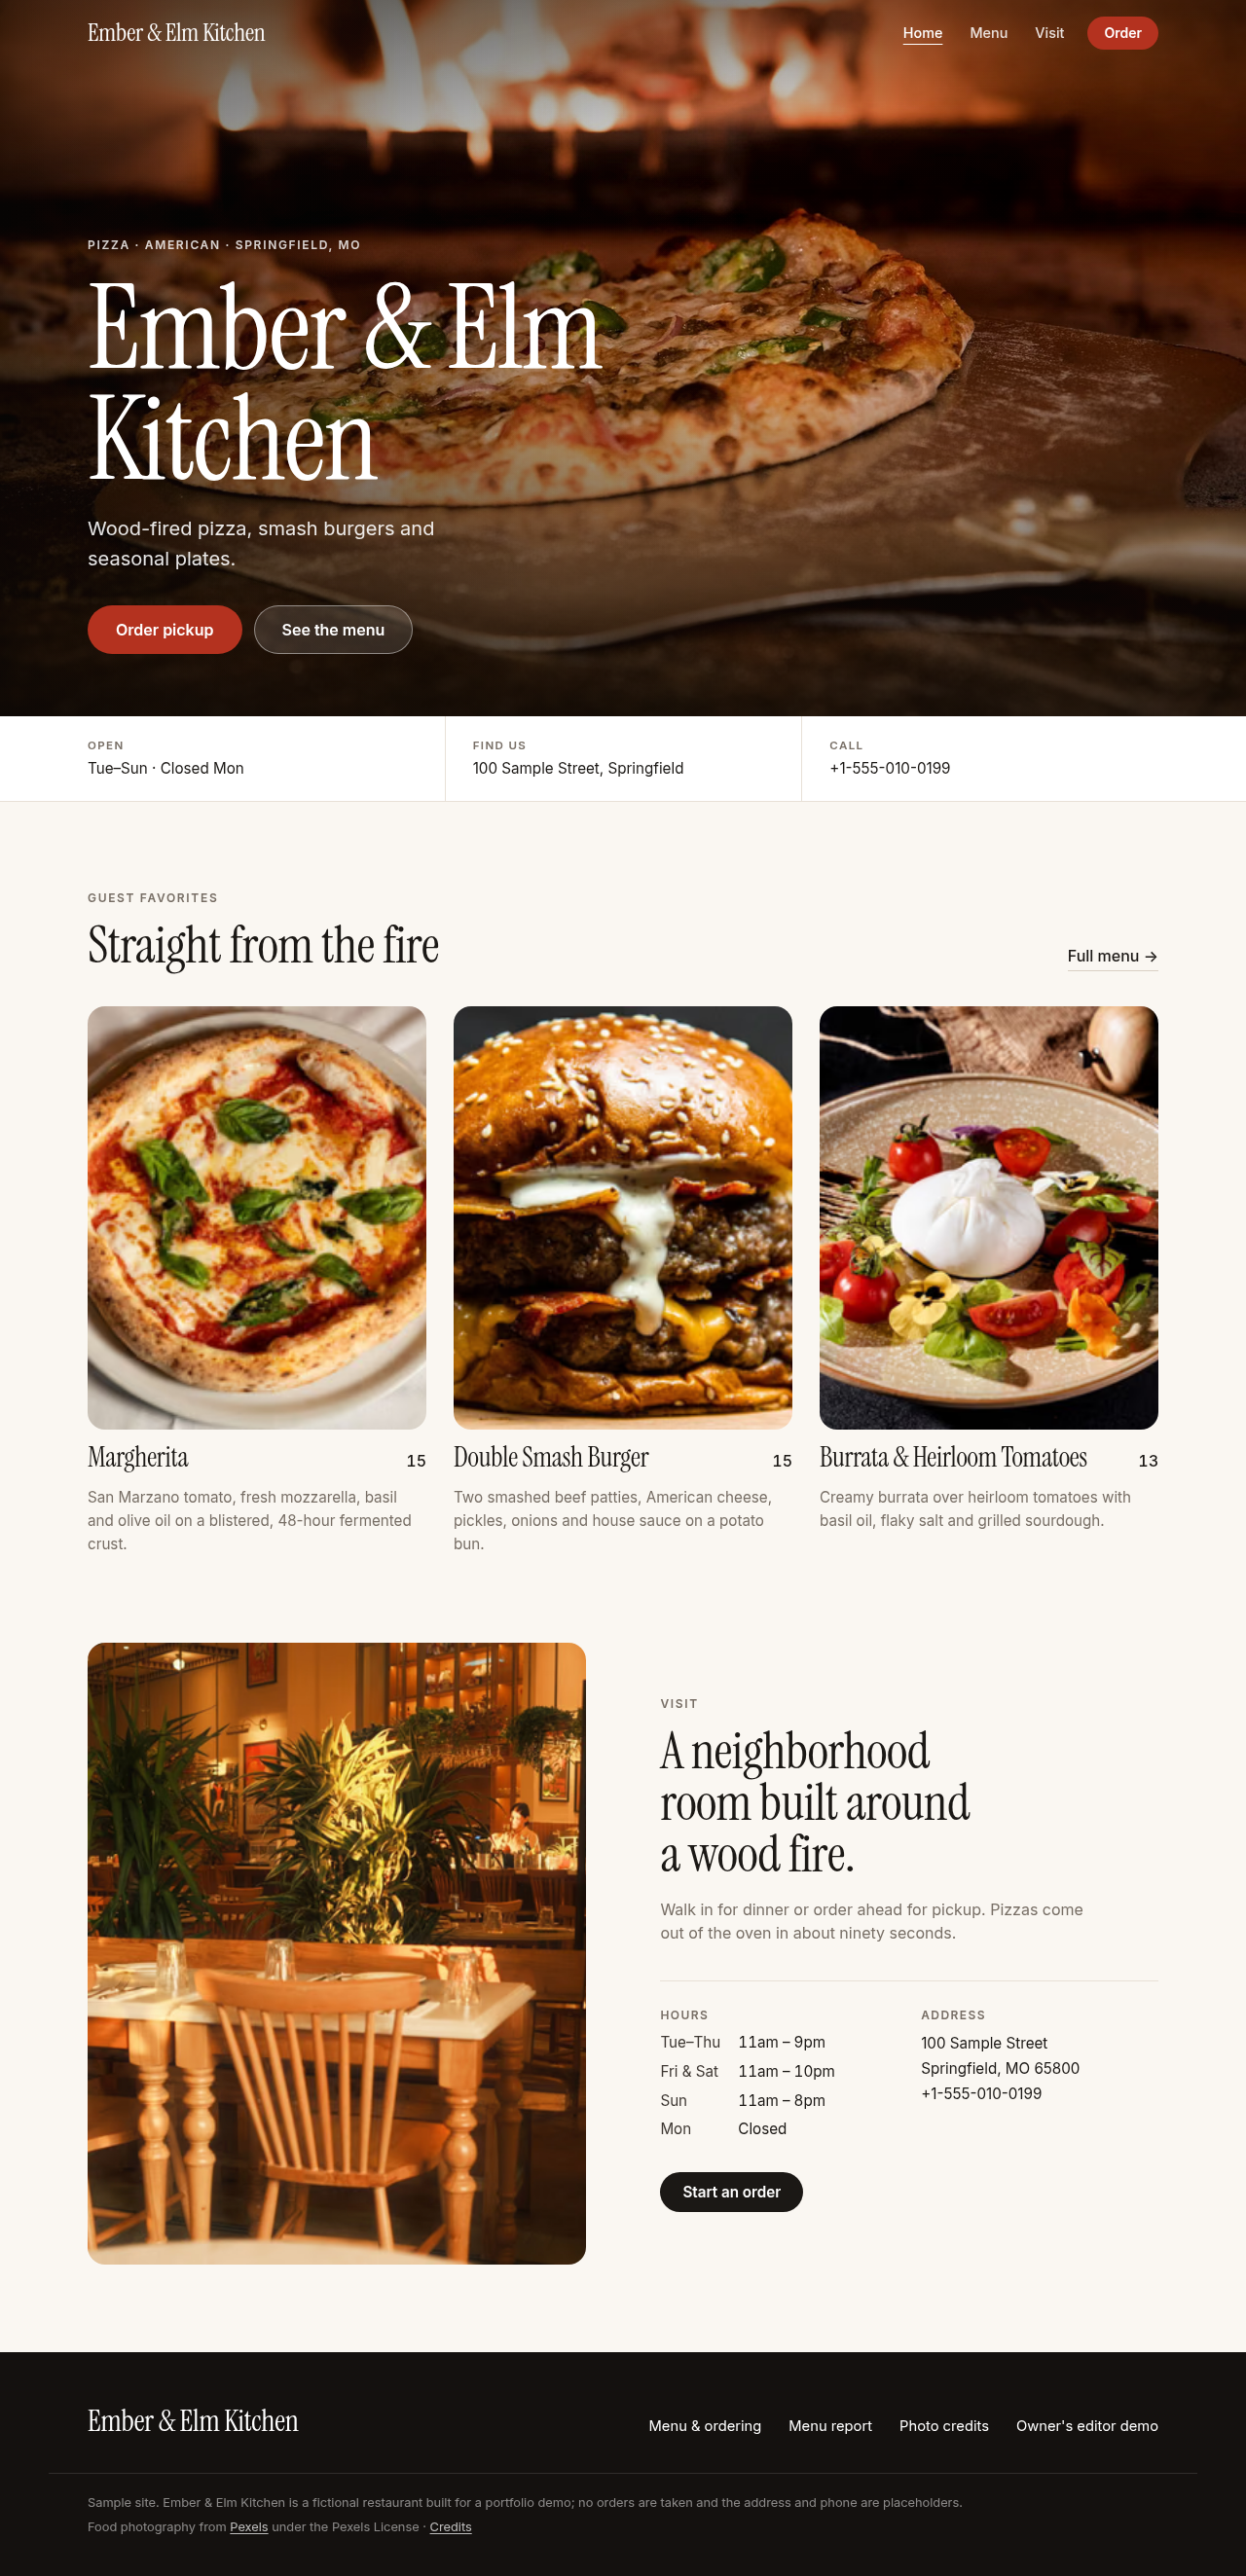 Ember & Elm Kitchen
Home Menu Visit Order
PIZZA · AMERICAN · SPRINGFIELD, MO
Ember & Elm
Kitchen
Wood-fired pizza, smash burgers and
seasonal plates.
Order pickup See the menu
OPEN
Tue–Sun · Closed Mon
FIND US
100 Sample Street, Springfield
CALL
+1-555-010-0199
GUEST FAVORITES
Straight from the fire
Full menu →
Margherita 15
San Marzano tomato, fresh mozzarella, basil
and olive oil on a blistered, 48-hour fermented
crust.
Double Smash Burger 15
Two smashed beef patties, American cheese,
pickles, onions and house sauce on a potato
bun.
Burrata & Heirloom Tomatoes 13
Creamy burrata over heirloom tomatoes with
basil oil, flaky salt and grilled sourdough.
VISIT
A neighborhood
room built around
a wood fire.
Walk in for dinner or order ahead for pickup. Pizzas come
out of the oven in about ninety seconds.
HOURS
Tue–Thu 11am – 9pm
Fri & Sat 11am – 10pm
Sun 11am – 8pm
Mon Closed
ADDRESS
100 Sample Street
Springfield, MO 65800
+1-555-010-0199
Start an order
Ember & Elm Kitchen
Menu & ordering Menu report Photo credits Owner's editor demo
Sample site. Ember & Elm Kitchen is a fictional restaurant built for a portfolio demo; no orders are taken and the address and phone are placeholders.
Food photography from Pexels under the Pexels License · Credits